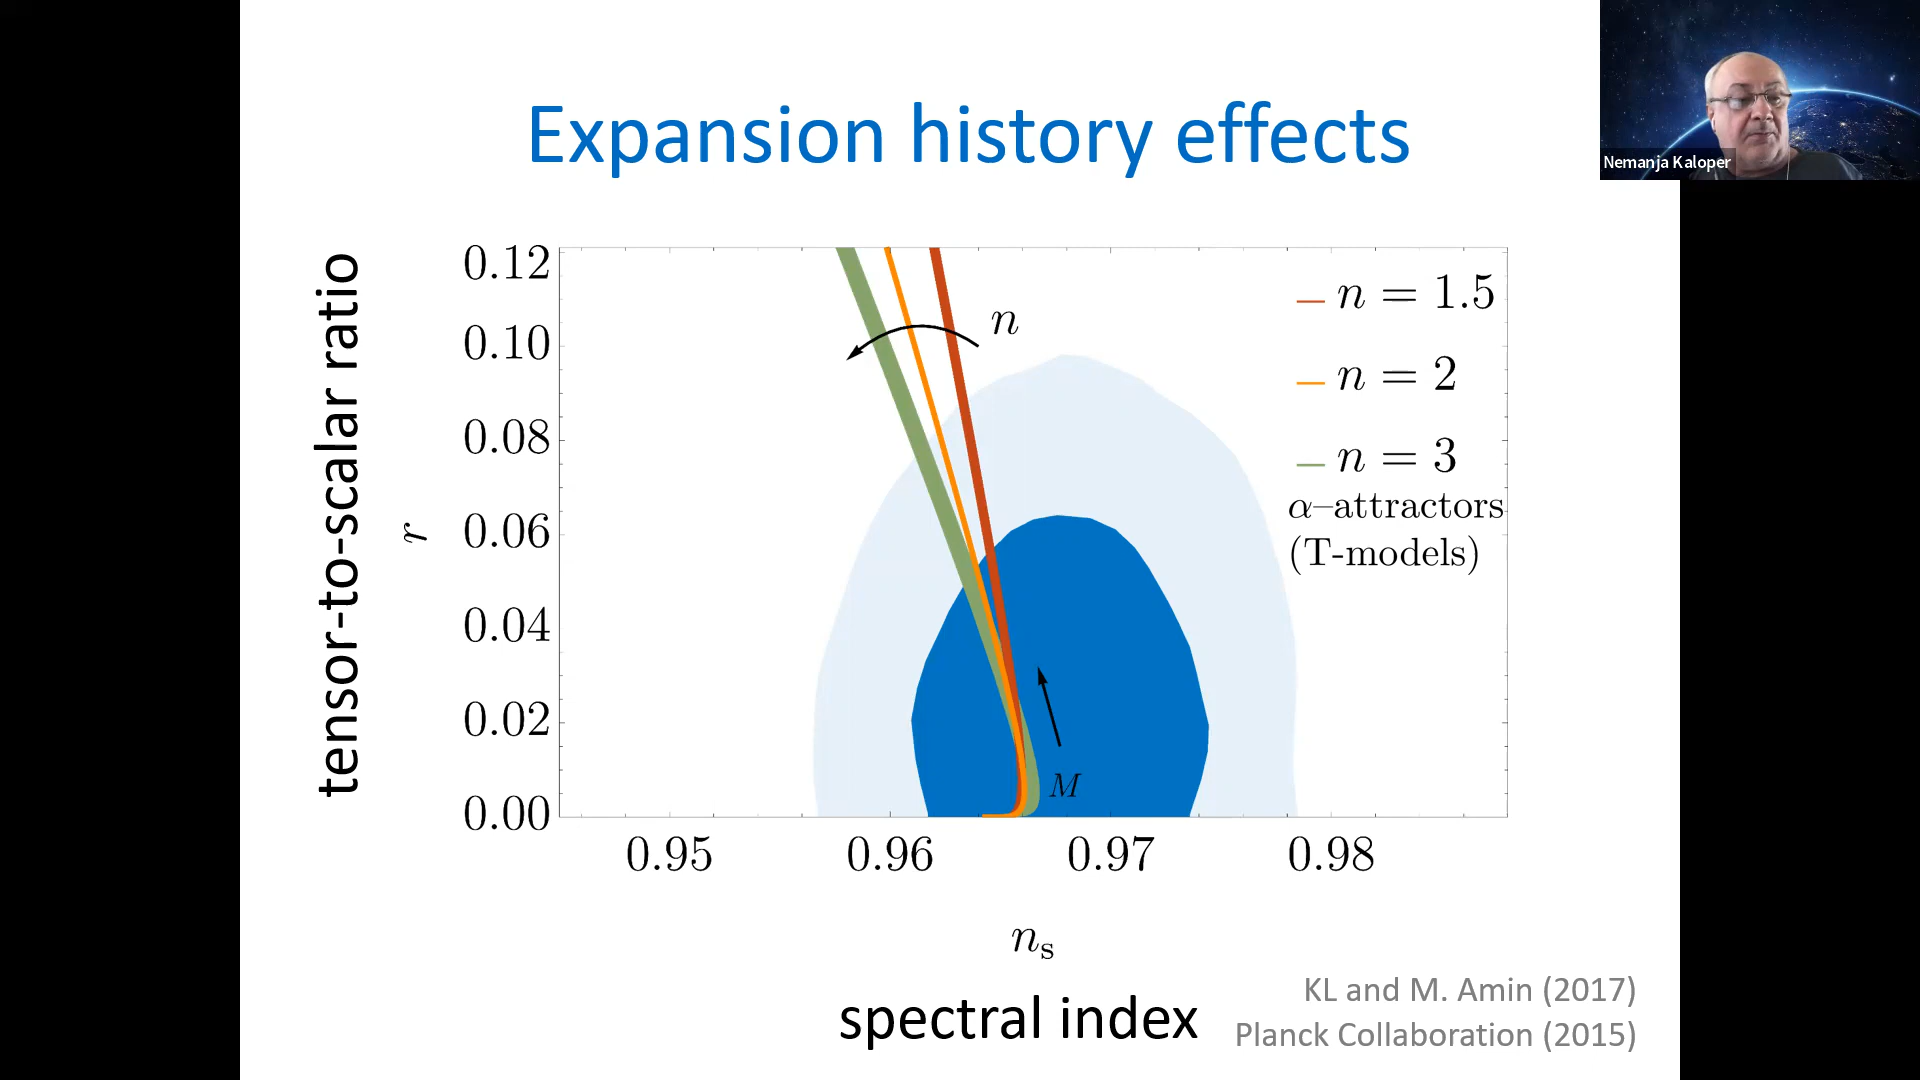 Expansion history effects
Nemanja Kaloper
tensor-to-scalar ratio
r
0.12
0.10
0.08
0.06
0.04
0.02
0.00
n
n = 1.5
n = 2
n = 3
α–attractors
(T-models)
M
0.95 0.96 0.97 0.98
nₛ
spectral index
KL and M. Amin (2017)
Planck Collaboration (2015)